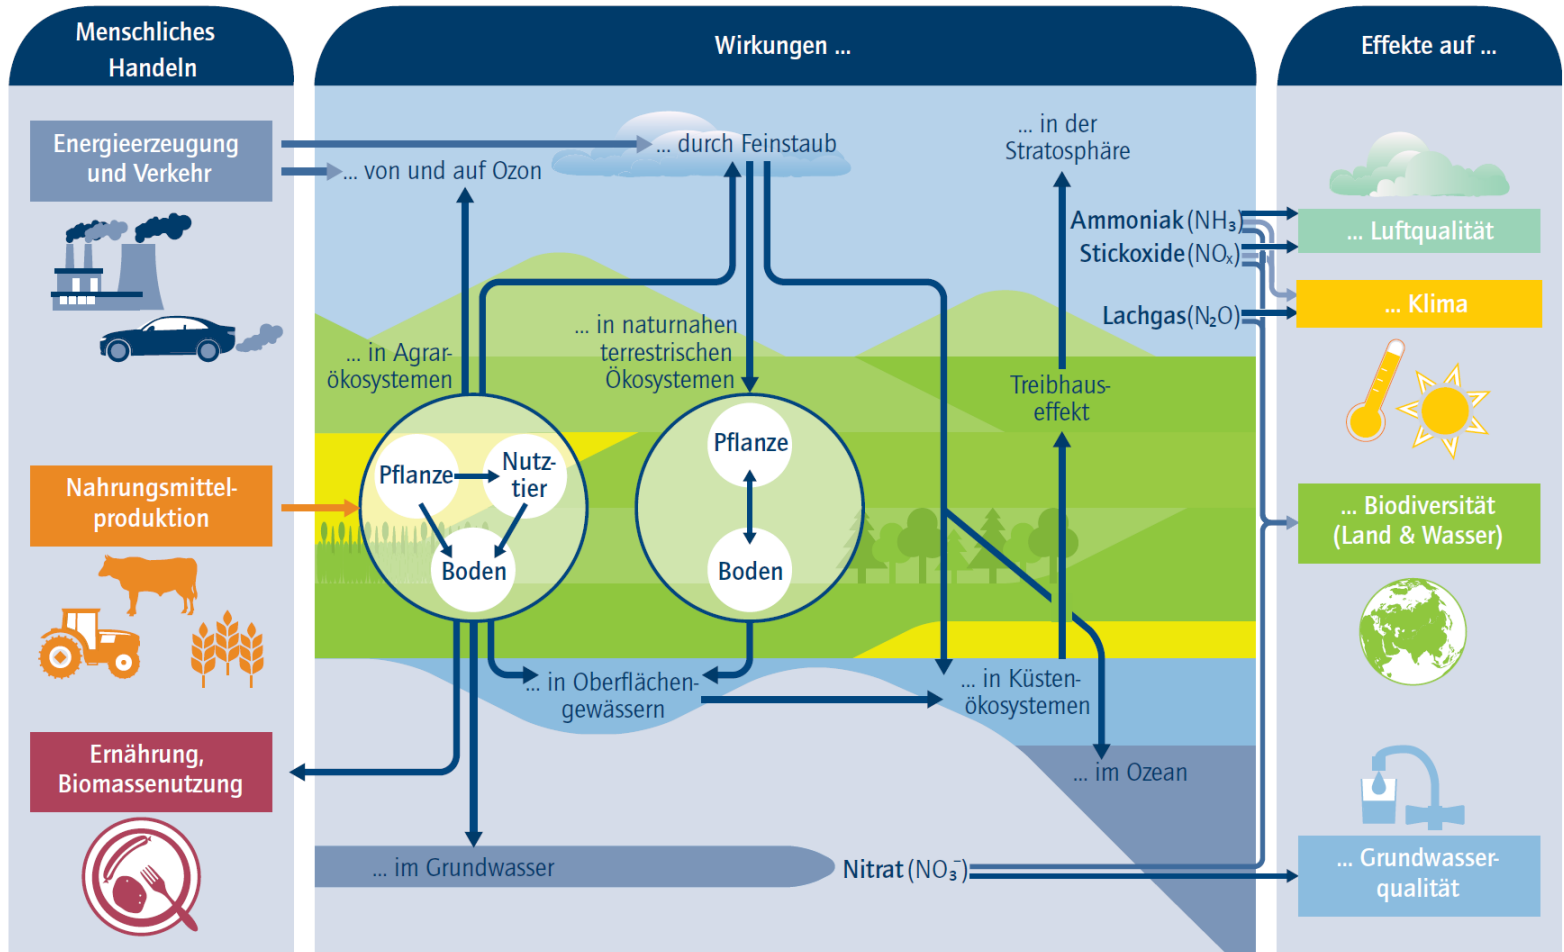 Menschliches
Handeln
Wirkungen ...
Effekte auf ...
Energieerzeugung
und Verkehr
... durch Feinstaub
... von und auf Ozon
... in der
Stratosphäre
Ammoniak (NH₃)
Stickoxide (NOₓ)
Lachgas (N₂O)
... Luftqualität
... Klima
... in Agrar-
ökosystemen
... in naturnahen
terrestrischen
Ökosystemen
Treibhaus-
effekt
Pflanze
Nutz-
tier
Boden
Pflanze
Boden
Nahrungsmittel-
produktion
... Biodiversität
(Land & Wasser)
... in Oberflächen-
gewässern
... in Küsten-
ökosystemen
... im Ozean
Ernährung,
Biomassenutzung
... im Grundwasser
Nitrat (NO₃⁻)
... Grundwasser-
qualität